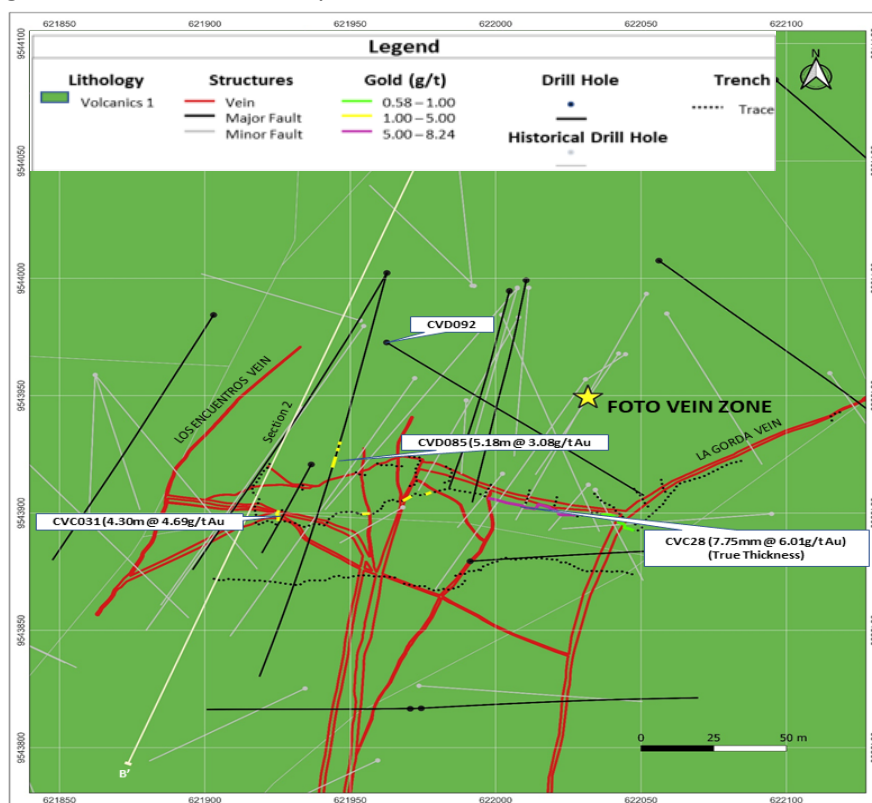 621850 621900 621950 622000 622050 622100
Legend
Lithology
Volcanics 1
Structures
Vein
Major Fault
Minor Fault
Gold (g/t)
0.58 – 1.00
1.00 – 5.00
5.00 – 8.24
Drill Hole
Historical Drill Hole
Trench
Trace
N
9544100
9544050
9544000
9543950
9543900
9543850
9543800
CVD092
LOS ENCUENTROS VEIN
Section 2
FOTO VEIN ZONE
LA GORDA VEIN
CVD085 (5.18m @ 3.08g/t Au
CVC031 (4.30m @ 4.69g/t Au
CVC28 (7.75mm @ 6.01g/t Au)
(True Thickness)
B'
0 25 50 m
621850 621900 621950 622000 622050 622100